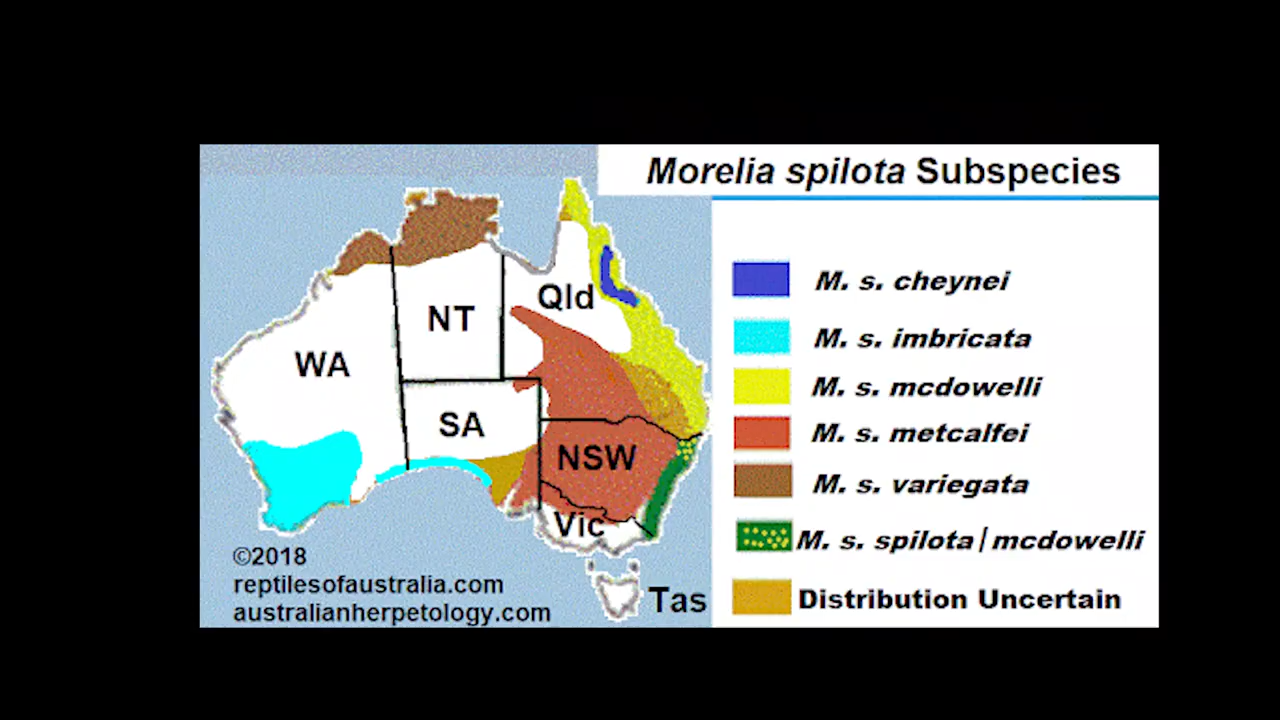 Morelia spilota Subspecies
Qld
NT
WA
SA
NSW
Vic
Tas
©2018
reptilesofaustralia.com
australianherpetology.com
M. s. cheynei
M. s. imbricata
M. s. mcdowelli
M. s. metcalfei
M. s. variegata
M. s. spilota|mcdowelli
Distribution Uncertain